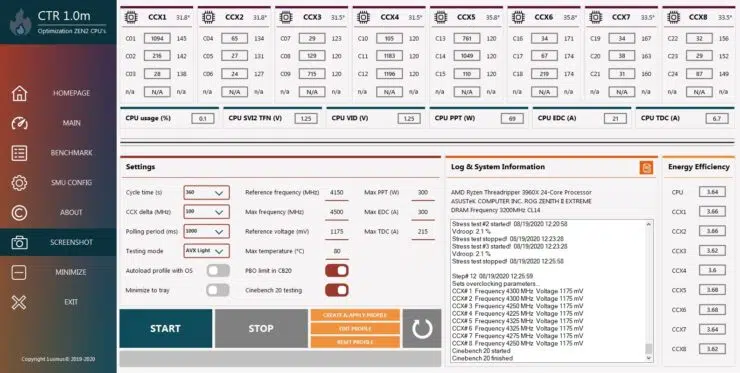 CTR 1.0m
Optimization ZEN2 CPU's
HOMEPAGE
MAIN
BENCHMARK
SMU CONFIG
ABOUT
SCREENSHOT
MINIMIZE
EXIT
Copyright 1usmus© 2019-2020
CCX1 31.8° CCX2 31.8° CCX3 31.5° CCX4 31.5° CCX5 35.8° CCX6 35.8° CCX7 33.5° CCX8 33.5°
C01 1094 145 C04 65 134 C07 29 123 C10 105 120 C13 761 120 C16 34 171 C19 34 167 C22 32 156
C02 216 142 C05 27 131 C08 129 120 C11 1183 120 C14 1049 120 C17 67 174 C20 38 163 C23 29 152
C03 28 138 C06 24 127 C09 715 120 C12 1196 120 C15 110 120 C18 219 174 C21 31 160 C24 87 149
n/a N/A n/a n/a N/A n/a n/a N/A n/a n/a N/A n/a n/a N/A n/a n/a N/A n/a n/a N/A n/a n/a N/A n/a
CPU usage (%) 0.1 CPU SVI2 TFN (V) 1.25 CPU VID (V) 1.25 CPU PPT (W) 69 CPU EDC (A) 21 CPU TDC (A) 6.7
Settings
Cycle time (s) 360 Reference frequency (MHz) 4150 Max PPT (W) 300
CCX delta (MHz) 100 Max frequency (MHz) 4500 Max EDC (A) 300
Polling period (ms) 1000 Reference voltage (mV) 1175 Max TDC (A) 215
Testing mode AVX Light Max temperature (°C) 80
Autoload profile with OS PBO limit in CB20
Minimize to tray Cinebench 20 testing
START
STOP
CREATE & APPLY PROFILE
EDIT PROFILE
RESET PROFILE
Log & System Information
AMD Ryzen Threadripper 3960X 24-Core Processor
ASUSTeK COMPUTER INC. ROG ZENITH II EXTREME
DRAM Frequency 3200MHz CL14
Stress test #2 started! 08/19/2020 12:20:58
Vdroop: 2.1 %
Stress test stopped! 08/19/2020 12:23:28
Stress test #3 started! 08/19/2020 12:23:28
Vdroop: 2.1 %
Stress test stopped! 08/19/2020 12:25:58
Step# 12 08/19/2020 12:25:59
Sets overclocking parameters...
CCX# 1 Frequency 4300 MHz Voltage 1175 mV
CCX# 2 Frequency 4250 MHz Voltage 1175 mV
CCX# 3 Frequency 4250 MHz Voltage 1175 mV
CCX# 4 Frequency 4225 MHz Voltage 1175 mV
CCX# 5 Frequency 4325 MHz Voltage 1175 mV
CCX# 6 Frequency 4325 MHz Voltage 1175 mV
CCX# 7 Frequency 4275 MHz Voltage 1175 mV
CCX# 8 Frequency 4250 MHz Voltage 1175 mV
Cinebench 20 started
Cinebench 20 finished
Energy Efficiency
CPU 3.64
CCX1 3.66
CCX2 3.66
CCX3 3.62
CCX4 3.6
CCX5 3.68
CCX6 3.68
CCX7 3.64
CCX8 3.62